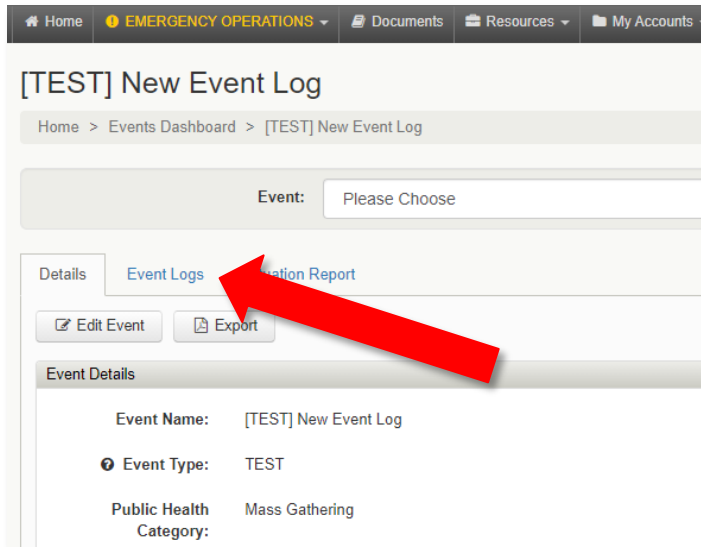 Home EMERGENCY OPERATIONS Documents Resources My Accounts
[TEST] New Event Log
Home > Events Dashboard > [TEST] New Event Log
Event: Please Choose
Details Event Logs Report
Edit Event Export
Event Details
Event Name: [TEST] New Event Log
Event Type: TEST
Public Health Mass Gathering
Category: